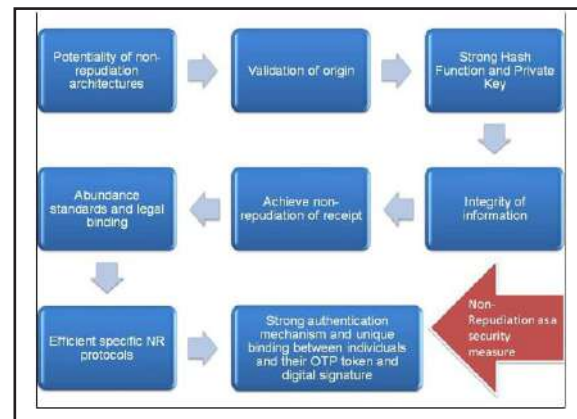 Potentiality of non-
repudiation
architectures
Validation of origin
Strong Hash
Function and Private
Key
Integrity of
information
Achieve non-
repudiation of receipt
Abundance
standards and legal
binding
Efficient specific NR
protocols
Strong authentication
mechanism and unique
binding between individuals
and their OTP token and
digital signature
Non-
Repudiation asa
security
measure